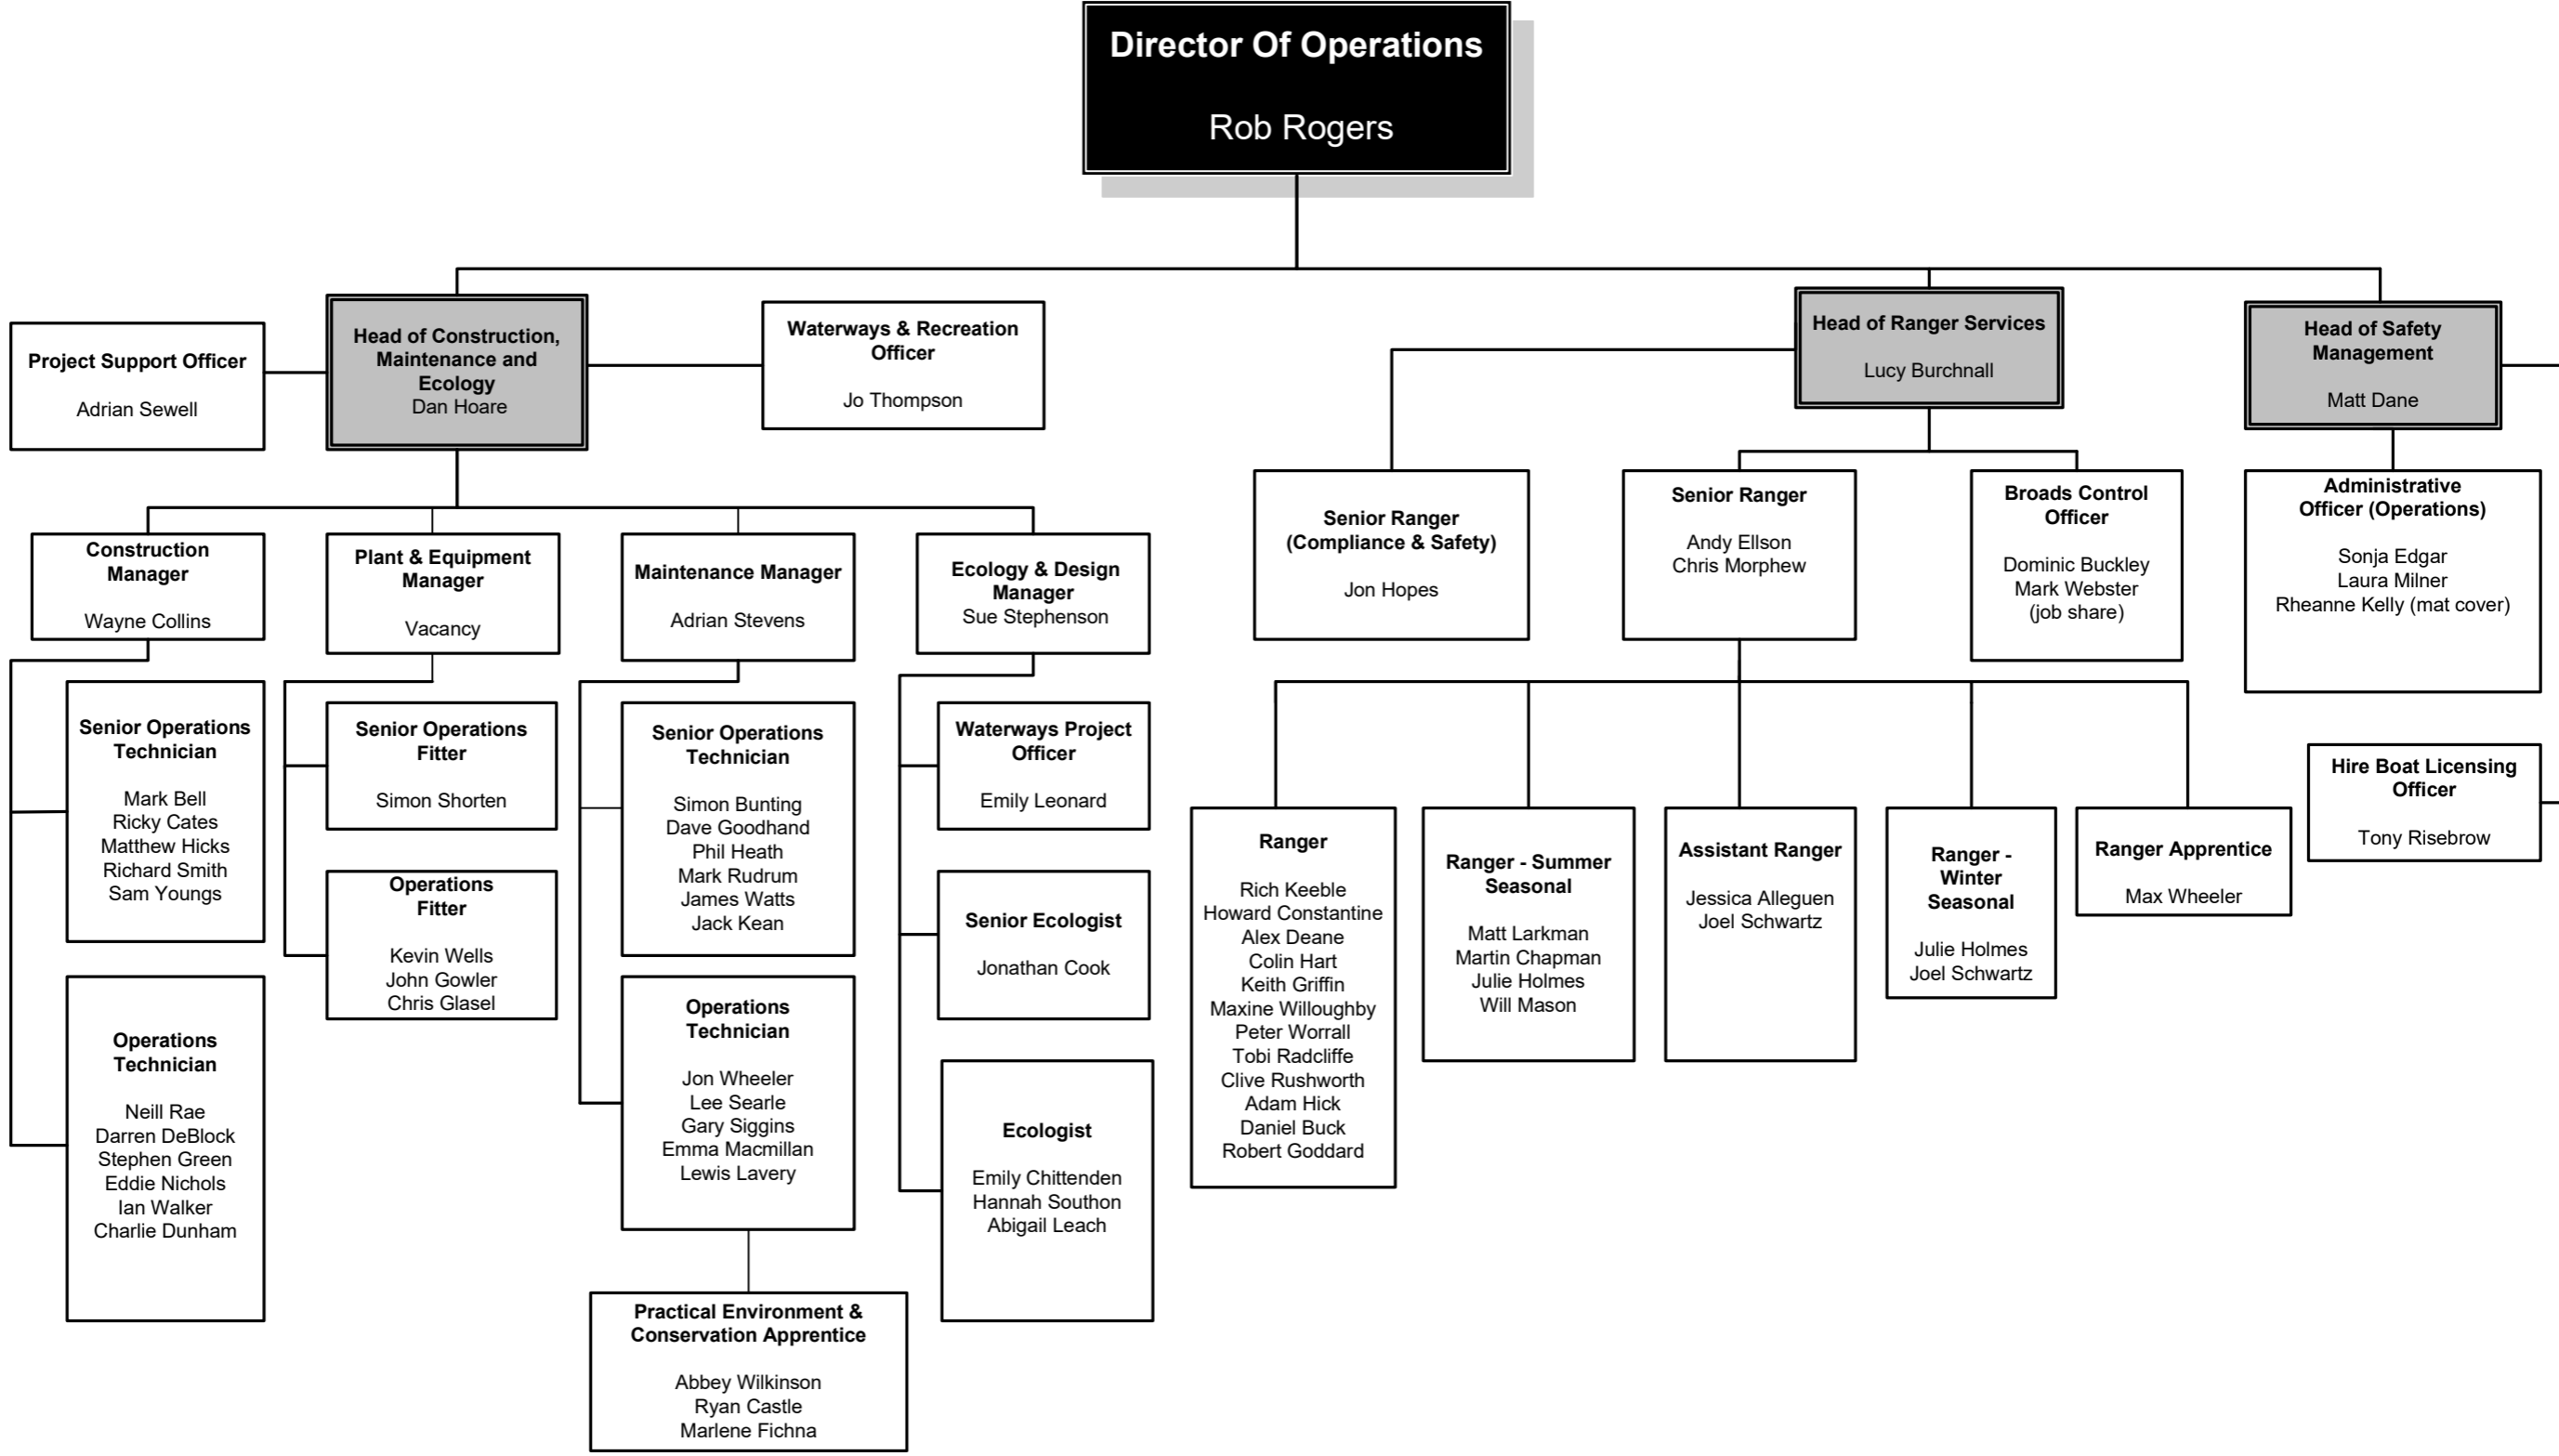 Director Of Operations
Rob Rogers
Project Support Officer
Adrian Sewell
Head of Construction,
Maintenance and
Ecology
Dan Hoare
Waterways & Recreation
Officer
Jo Thompson
Head of Ranger Services
Lucy Burchnall
Head of Safety
Management
Matt Dane
Construction
Manager
Wayne Collins
Plant & Equipment
Manager
Vacancy
Maintenance Manager
Adrian Stevens
Ecology & Design
Manager
Sue Stephenson
Senior Ranger
(Compliance & Safety)
Jon Hopes
Senior Ranger
Andy Ellson
Chris Morphew
Broads Control
Officer
Dominic Buckley
Mark Webster
(job share)
Administrative
Officer (Operations)
Sonja Edgar
Laura Milner
Rheanne Kelly (mat cover)
Senior Operations
Technician
Mark Bell
Ricky Cates
Matthew Hicks
Richard Smith
Sam Youngs
Operations
Technician
Neill Rae
Darren DeBlock
Stephen Green
Eddie Nichols
Ian Walker
Charlie Dunham
Senior Operations
Fitter
Simon Shorten
Operations
Fitter
Kevin Wells
John Gowler
Chris Glasel
Senior Operations
Technician
Simon Bunting
Dave Goodhand
Phil Heath
Mark Rudrum
James Watts
Jack Kean
Operations
Technician
Jon Wheeler
Lee Searle
Gary Siggins
Emma Macmillan
Lewis Lavery
Practical Environment &
Conservation Apprentice
Abbey Wilkinson
Ryan Castle
Marlene Fichna
Waterways Project
Officer
Emily Leonard
Senior Ecologist
Jonathan Cook
Ecologist
Emily Chittenden
Hannah Southon
Abigail Leach
Ranger
Rich Keeble
Howard Constantine
Alex Deane
Colin Hart
Keith Griffin
Maxine Willoughby
Peter Worrall
Tobi Radcliffe
Clive Rushworth
Adam Hick
Daniel Buck
Robert Goddard
Ranger - Summer
Seasonal
Matt Larkman
Martin Chapman
Julie Holmes
Will Mason
Assistant Ranger
Jessica Alleguen
Joel Schwartz
Ranger -
Winter
Seasonal
Julie Holmes
Joel Schwartz
Ranger Apprentice
Max Wheeler
Hire Boat Licensing
Officer
Tony Risebrow